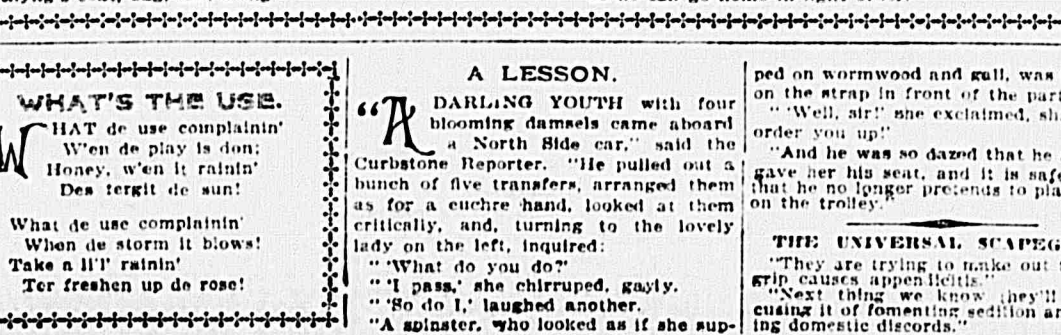 WHAT'S THE USE.
WHAT de use complainin'
W'en de play is don;
Honey, w'en it rainin'
Des fergit de sun!
What de use complainin'
When de storm it blows!
Take a li'l' rainin'
Ter freshen up de rose!
A LESSON.
"A DARLING YOUTH with four
blooming damsels came aboard
a North Side car," said the
Curbstone Reporter. "He pulled out a
bunch of five transfers, arranged them
as for a euchre hand, looked at them
critically, and, turning to the lovely
lady on the left, inquired:
" 'What do you do?'
" 'I pass,' she chirruped, gayly.
" 'So do I,' laughed another.
"A spinster, who looked as if she sup-
ped on wormwood and gall, was
on the strap in front of the
" 'Well, sir!' she exclaimed,
order you up!'
"And he was so dazed that he
gave her his seat, and it is
that he no longer pretends to
on the trolley."
THE UNIVERSAL
"They are trying to make out
grip causes appendicitis."
"Next thing we know they'll
cusing it of fomenting sedition
ing domestic discords."